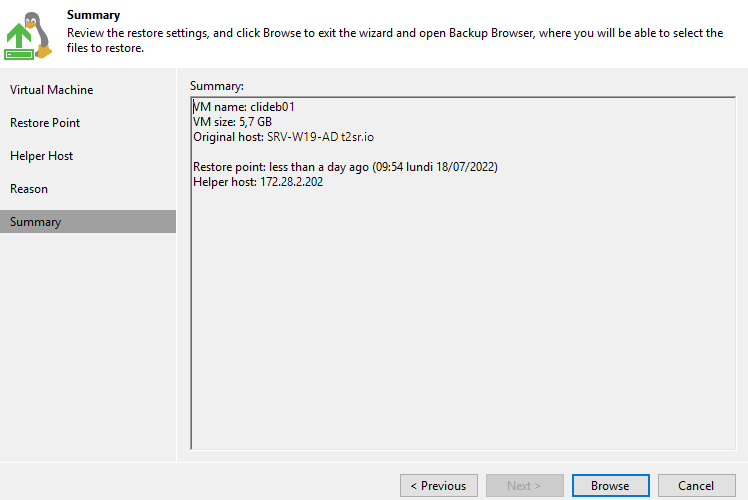 Summary
Review the restore settings, and click Browse to exit the wizard and open Backup Browser, where you will be able to select the
files to restore.
Virtual Machine
Restore Point
Helper Host
Reason
Summary
Summary:
VM name: clideb01
VM size: 5,7 GB
Original host: SRV-W19-AD t2sr.io
Restore point: less than a day ago (09:54 lundi 18/07/2022)
Helper host: 172.28.2.202
< Previous
Next >
Browse
Cancel